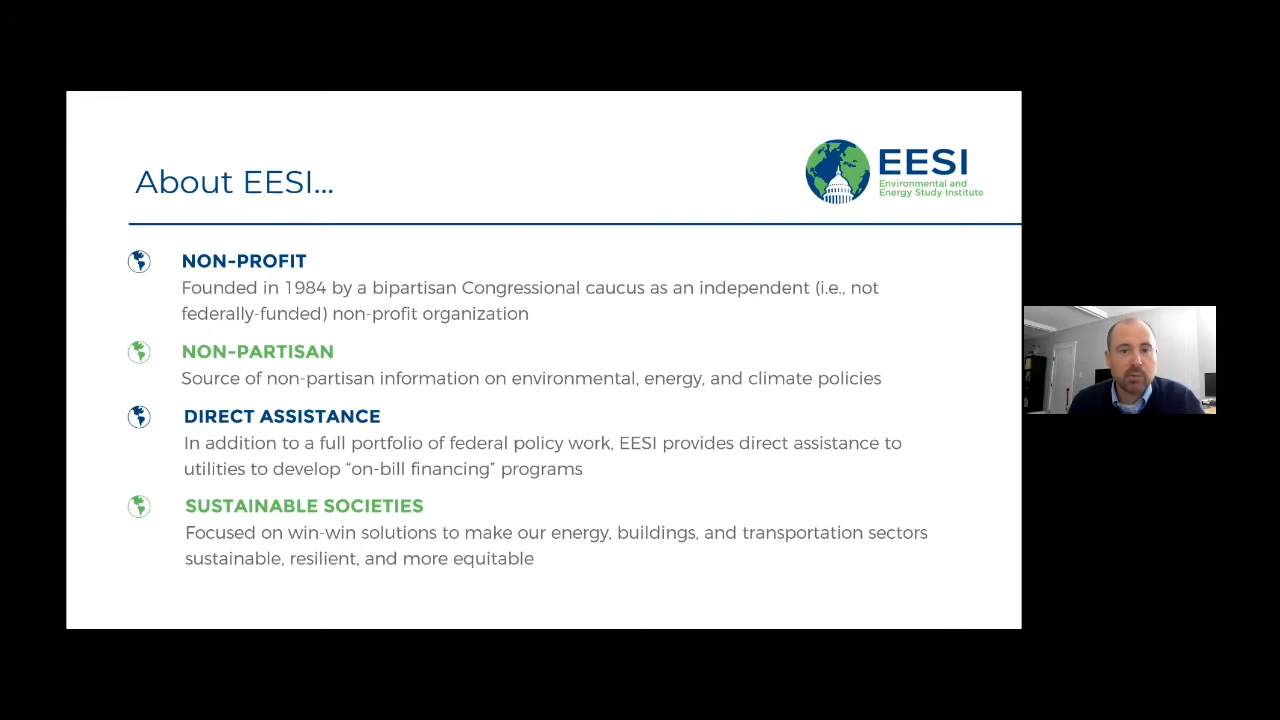 About EESI...
EESI
Environmental and
Energy Study Institute
NON-PROFIT
Founded in 1984 by a bipartisan Congressional caucus as an independent (i.e., not
federally-funded) non-profit organization
NON-PARTISAN
Source of non-partisan information on environmental, energy, and climate policies
DIRECT ASSISTANCE
In addition to a full portfolio of federal policy work, EESI provides direct assistance to
utilities to develop “on-bill financing” programs
SUSTAINABLE SOCIETIES
Focused on win-win solutions to make our energy, buildings, and transportation sectors
sustainable, resilient, and more equitable